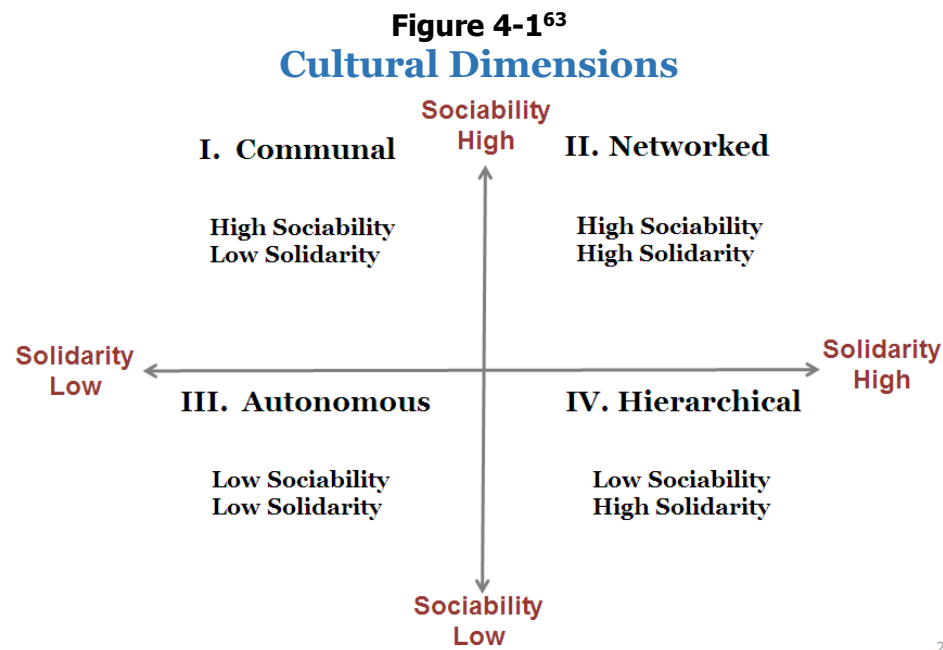 Figure 4-1⁶³
Cultural Dimensions
Sociability
High
I. Communal
II. Networked
High Sociability
Low Solidarity
High Sociability
High Solidarity
Solidarity
Low
Solidarity
High
III. Autonomous
IV. Hierarchical
Low Sociability
Low Solidarity
Low Sociability
High Solidarity
Sociability
Low
2